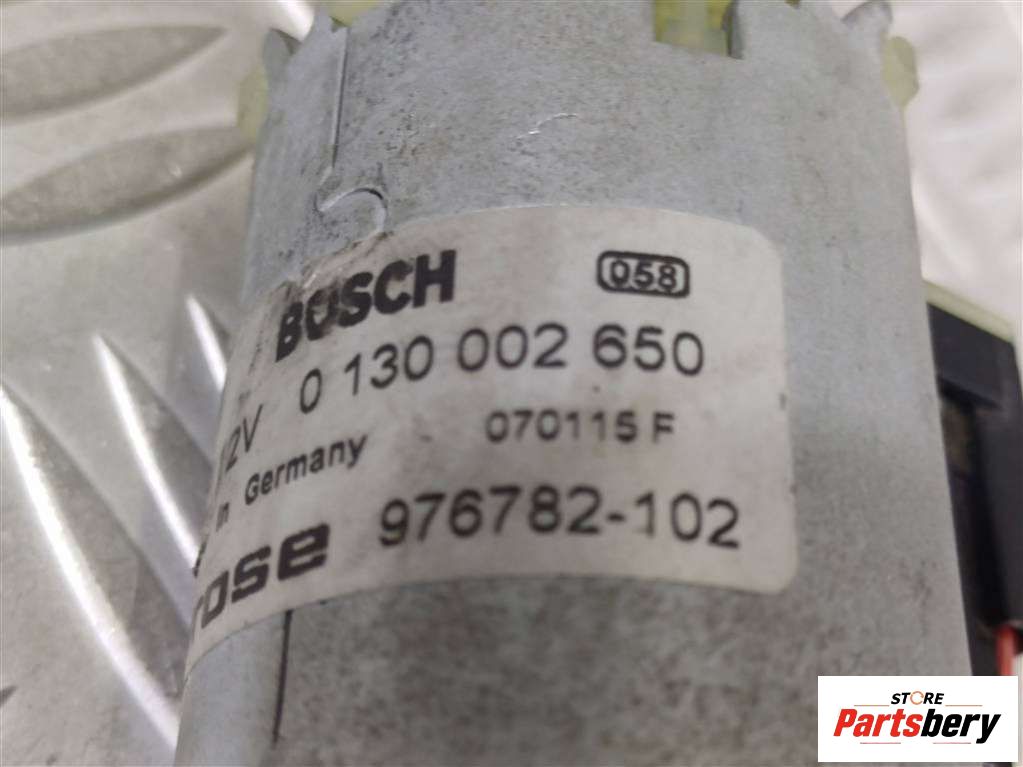 BOSCH 058
12V 0 130 002 650
in Germany 070115 F
rose 976782-102
STORE
Partsbery